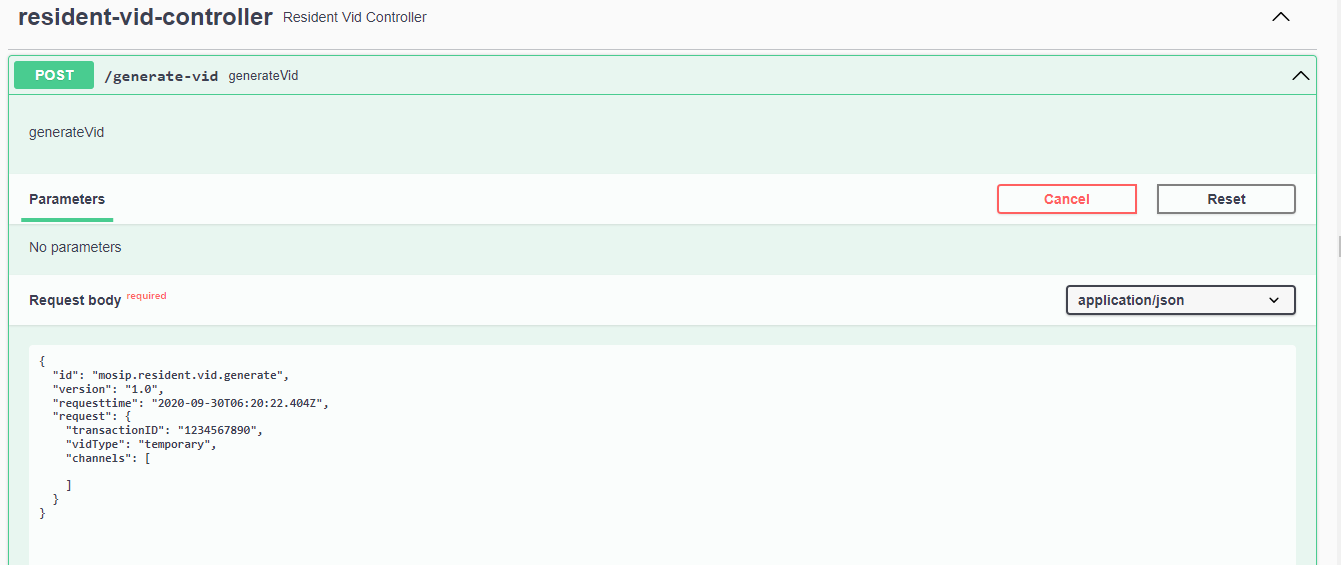 resident-vid-controller Resident Vid Controller
POST /generate-vid generateVid
generateVid
Parameters Cancel Reset
No parameters
Request body required application/json
{
  "id": "mosip.resident.vid.generate",
  "version": "1.0",
  "requesttime": "2020-09-30T06:20:22.404Z",
  "request": {
    "transactionID": "1234567890",
    "vidType": "temporary",
    "channels": [
    ]
  }
}